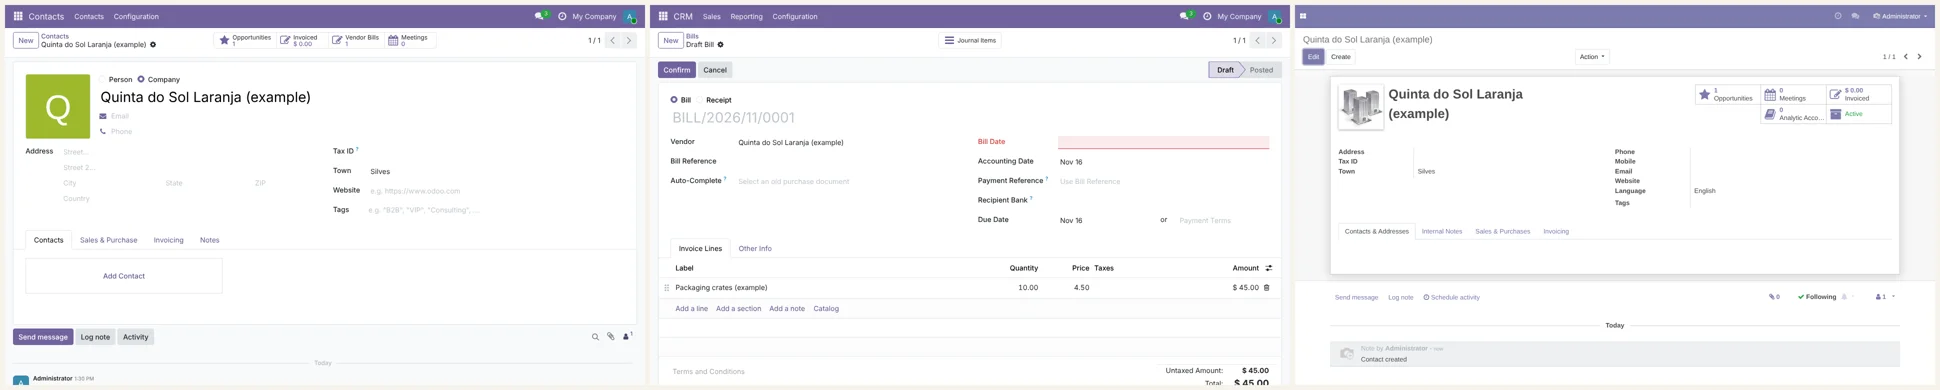 Contacts Contacts Configuration 3 My Company A
New Contacts
Quinta do Sol Laranja (example)
Opportunities 1
Invoiced $ 0.00
Vendor Bills 1
Meetings 0
1 / 1
Person Company
Q
Quinta do Sol Laranja (example)
Email
Phone
Address
Street...
Street 2...
City State ZIP
Country
Tax ID ?
Town Silves
Website e.g. https://www.odoo.com
Tags e.g. "B2B", "VIP", "Consulting", ...
Contacts Sales & Purchase Invoicing Notes
Add Contact
Send message Log note Activity 1
Today
A Administrator 1:35 PM
CRM Sales Reporting Configuration My Company A
New Bills
Draft Bill
Journal Items
1 / 1
Confirm Cancel Draft Posted
Bill Receipt
BILL/2026/11/0001
Vendor Quinta do Sol Laranja (example)
Bill Reference
Auto-Complete ? Select an old purchase document
Bill Date
Accounting Date Nov 16
Payment Reference ? Use Bill Reference
Recipient Bank ?
Due Date Nov 16 or Payment Terms
Invoice Lines Other Info
Label Quantity Price Taxes Amount
Packaging crates (example) 10.00 4.50 $ 45.00
Add a line Add a section Add a note Catalog
Terms and Conditions
Untaxed Amount: $ 45.00
Total: $ 45.00
Administrator
Quinta do Sol Laranja (example)
Edit Create Action 1 / 1
Quinta do Sol Laranja
(example)
1 Opportunities
0 Meetings
$ 0.00 Invoiced
0 Analytic Acco...
Active
Address
Tax ID
Town Silves
Phone
Mobile
Email
Website
Language English
Tags
Contacts & Addresses Internal Notes Sales & Purchases Invoicing
Send message Log note Schedule activity 0 Following 1
Today
Note by Administrator - now
Contact created